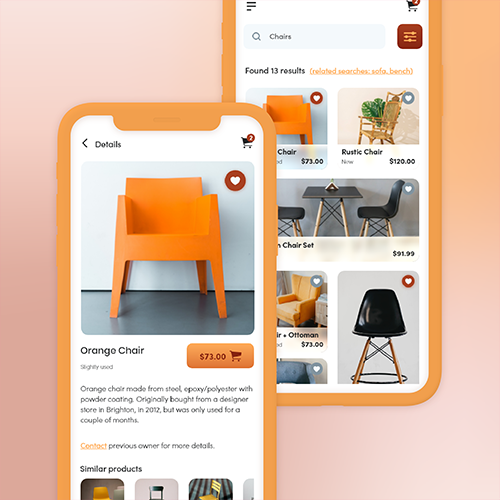 2
Chairs
Found 13 results (related searches: sofa, bench)
Chair
$73.00
Rustic Chair
New $120.00
Chair Set
$91.99
+ Ottoman
$73.00
Details
2
Orange Chair
Slightly used
$73.00
Orange chair made from steel, epoxy/polyester with
powder coating. Originally bought from a designer
store in Brighton, in 2012, but was only used for a
couple of months.
Contact previous owner for more details.
Similar products